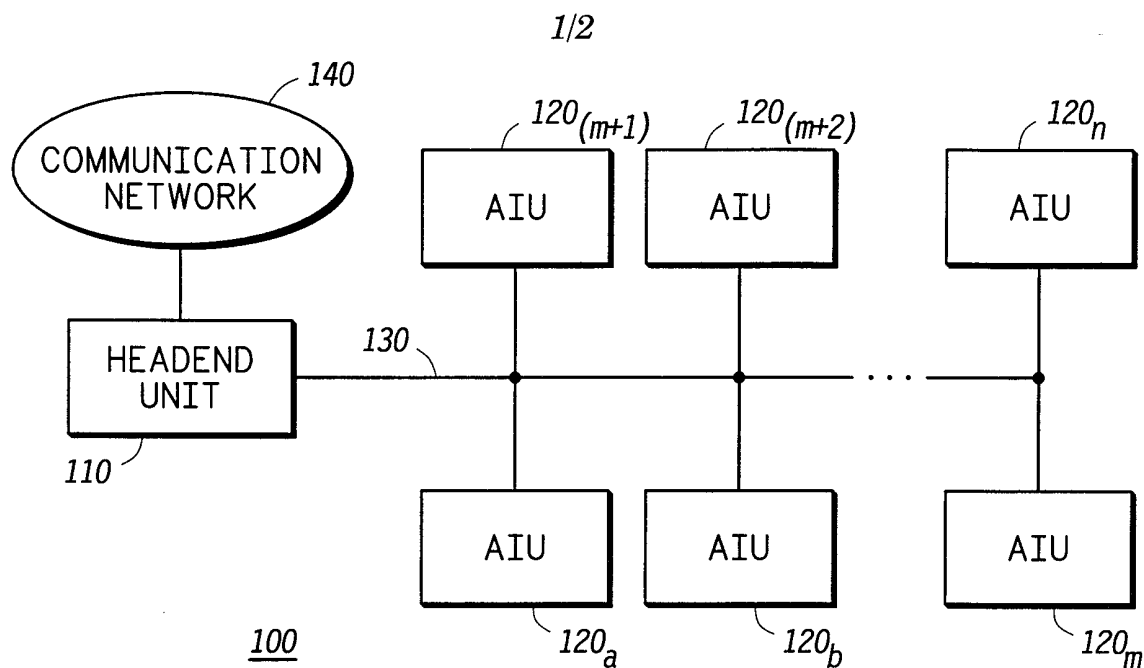 1/2
140
COMMUNICATION
NETWORK
120(m+1)
AIU
120(m+2)
AIU
120n
AIU
HEADEND
UNIT
110
130
...
AIU
120a
AIU
120b
AIU
120m
100